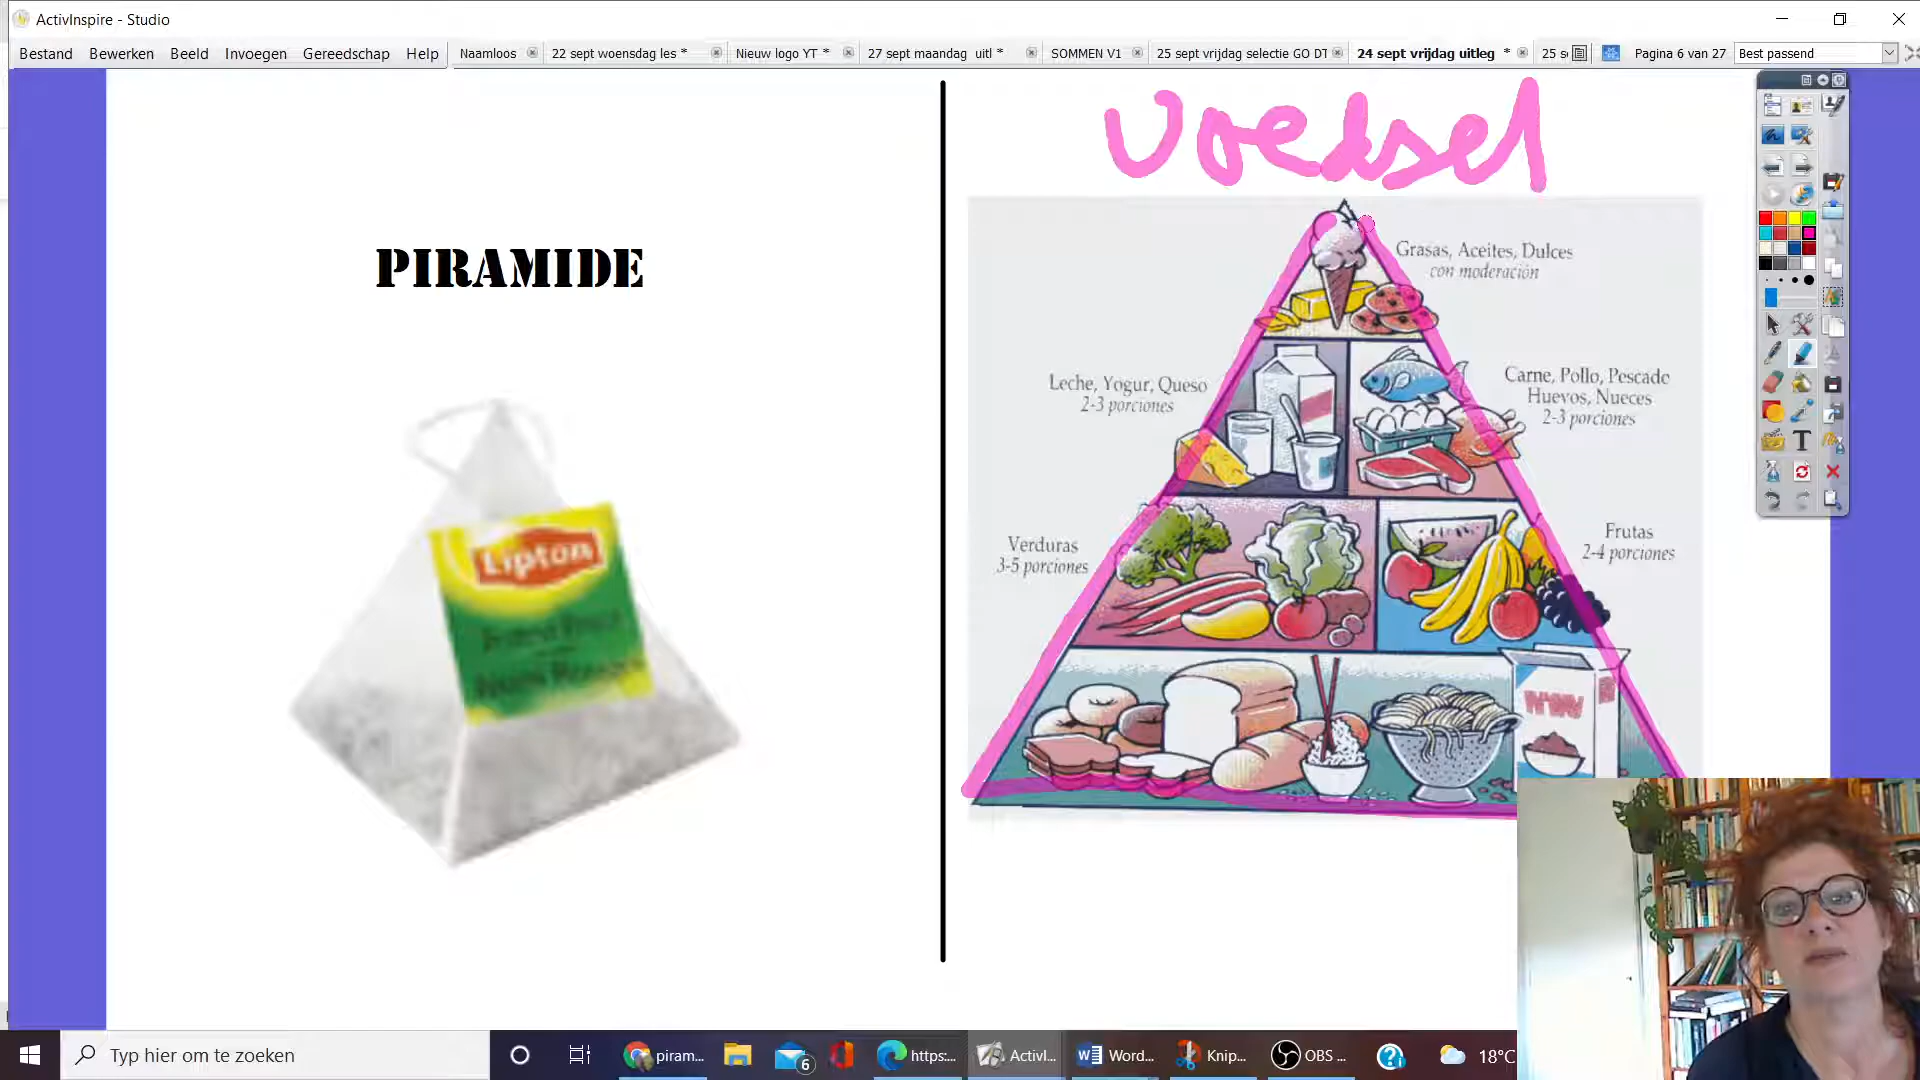 ActivInspire - Studio
Bestand Bewerken Beeld Invoegen Gereedschap Help
Naamloos 22 sept woensdag les * Nieuw logo YT * 27 sept maandag uitl * SOMMEN V1 25 sept vrijdag selectie GO DT 24 sept vrijdag uitleg * 25 s Pagina 6 van 27 Best passend
voedsel
PIRAMIDE
Grasas, Aceites, Dulces
con moderación
Leche, Yogur, Queso
2-3 porciones
Carne, Pollo, Pescado
Huevos, Nueces
2-3 porciones
Verduras
3-5 porciones
Frutas
2-4 porciones
Lipton
Typ hier om te zoeken
piram... 6 https:... ActivI... Word... Knip... OBS ... 18°C